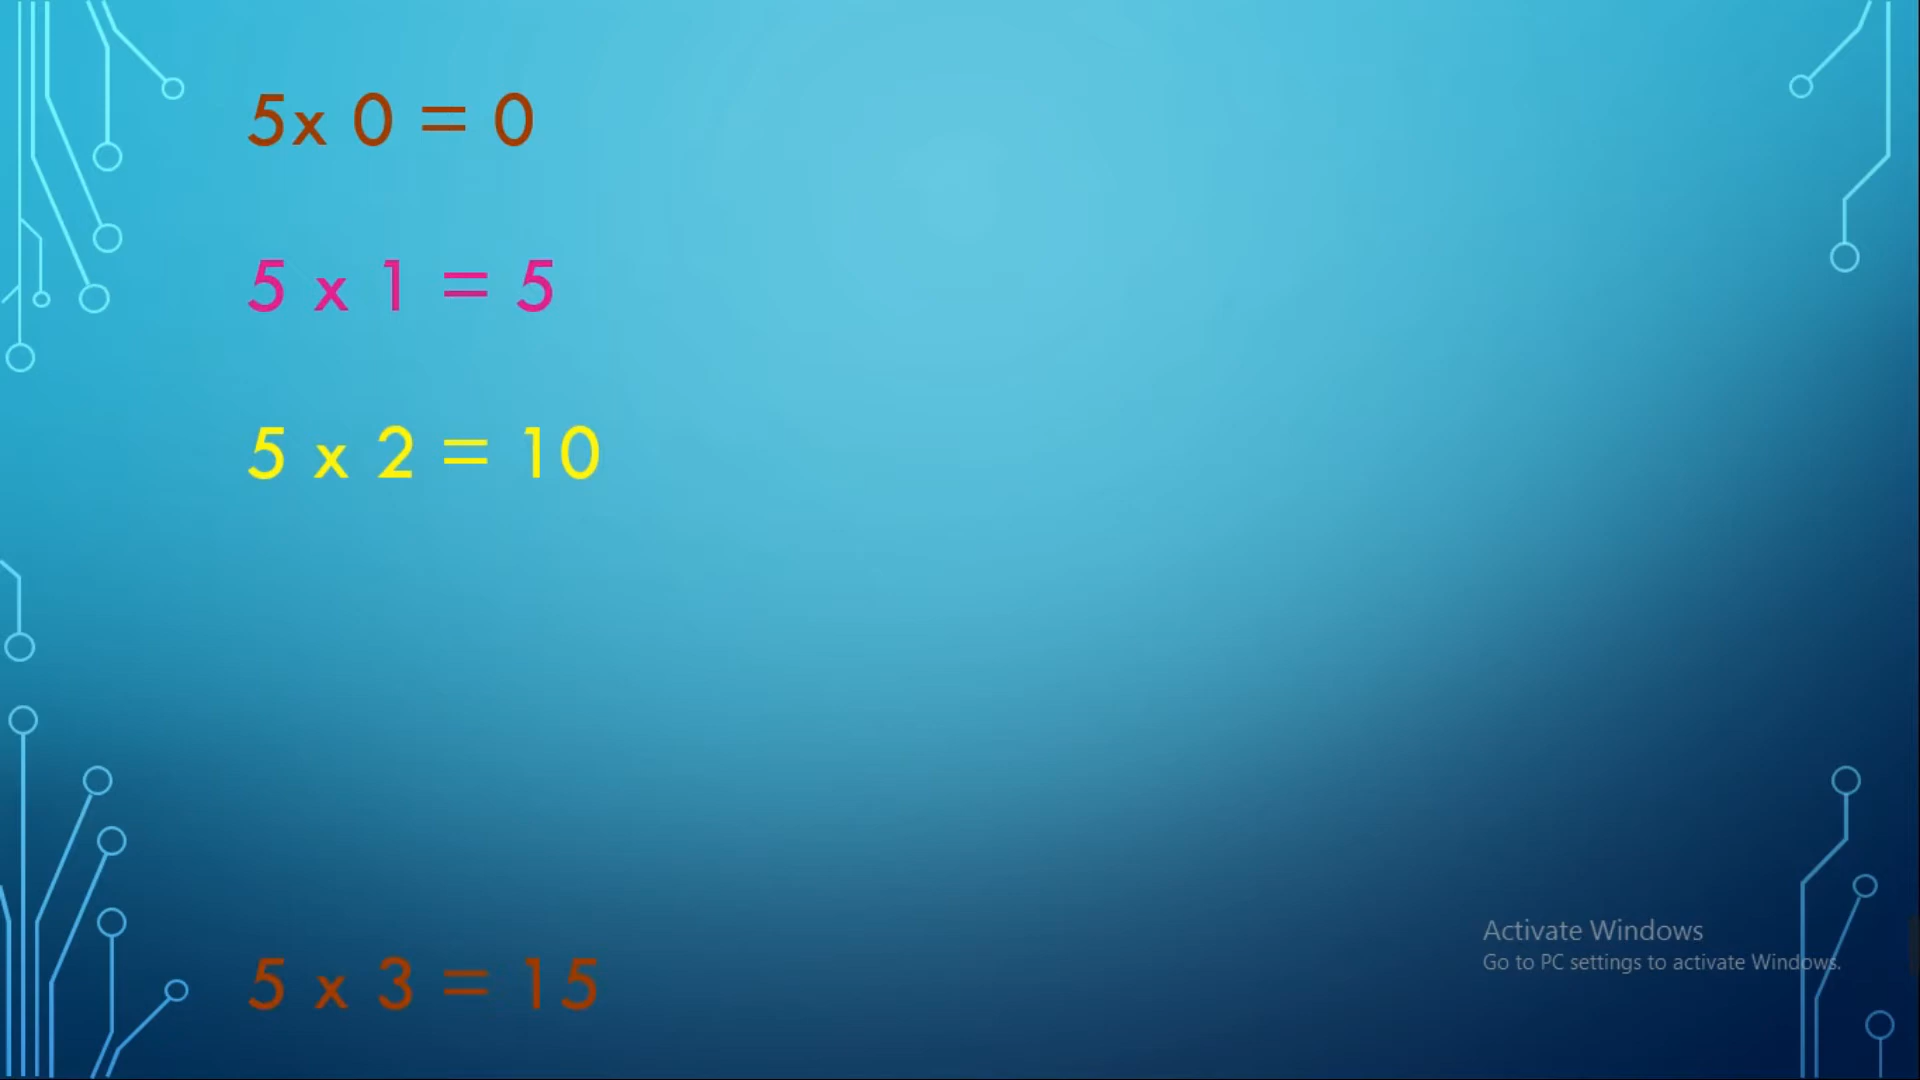 5x 0 = 0
5 x 1 = 5
5 x 2 = 10
5 x 3 = 15
Activate Windows
Go to PC settings to activate Windows.